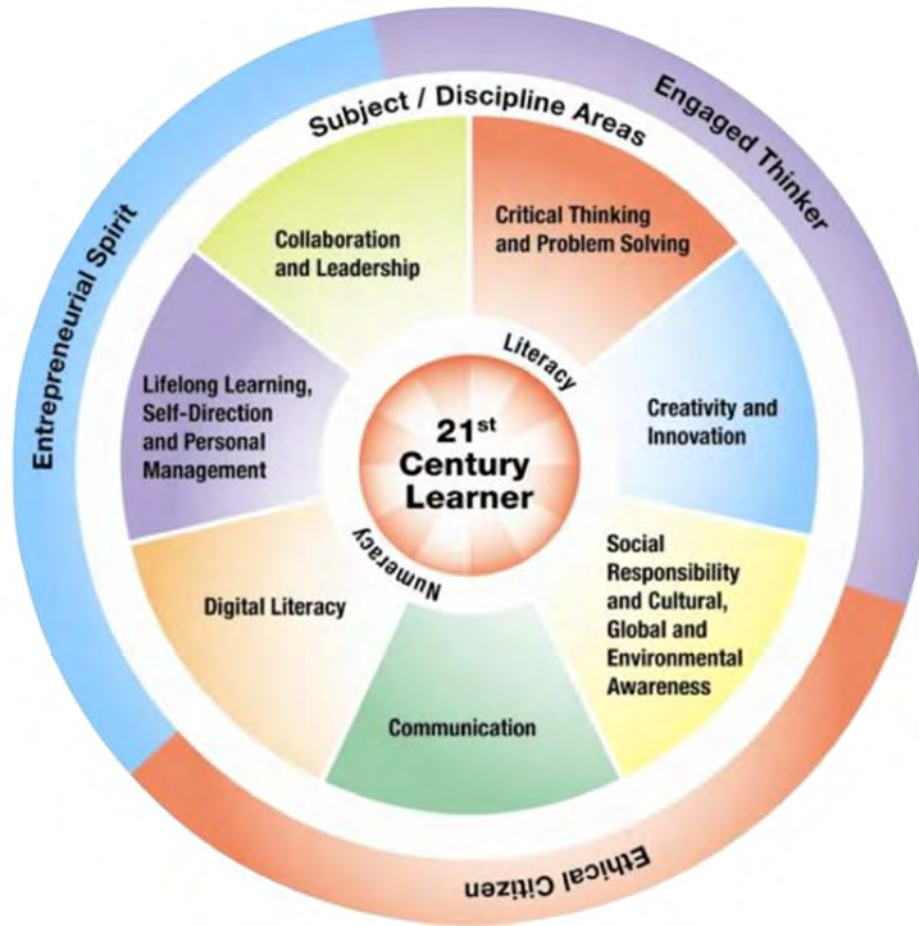 Engaged Thinker
Entrepreneurial Spirit
Ethical Citizen
Subject / Discipline Areas
Collaboration
and Leadership
Critical Thinking
and Problem Solving
Lifelong Learning,
Self-Direction
and Personal
Management
Creativity and
Innovation
Literacy
21st
Century
Learner
Numeracy
Digital Literacy
Social
Responsibility
and Cultural,
Global and
Environmental
Awareness
Communication